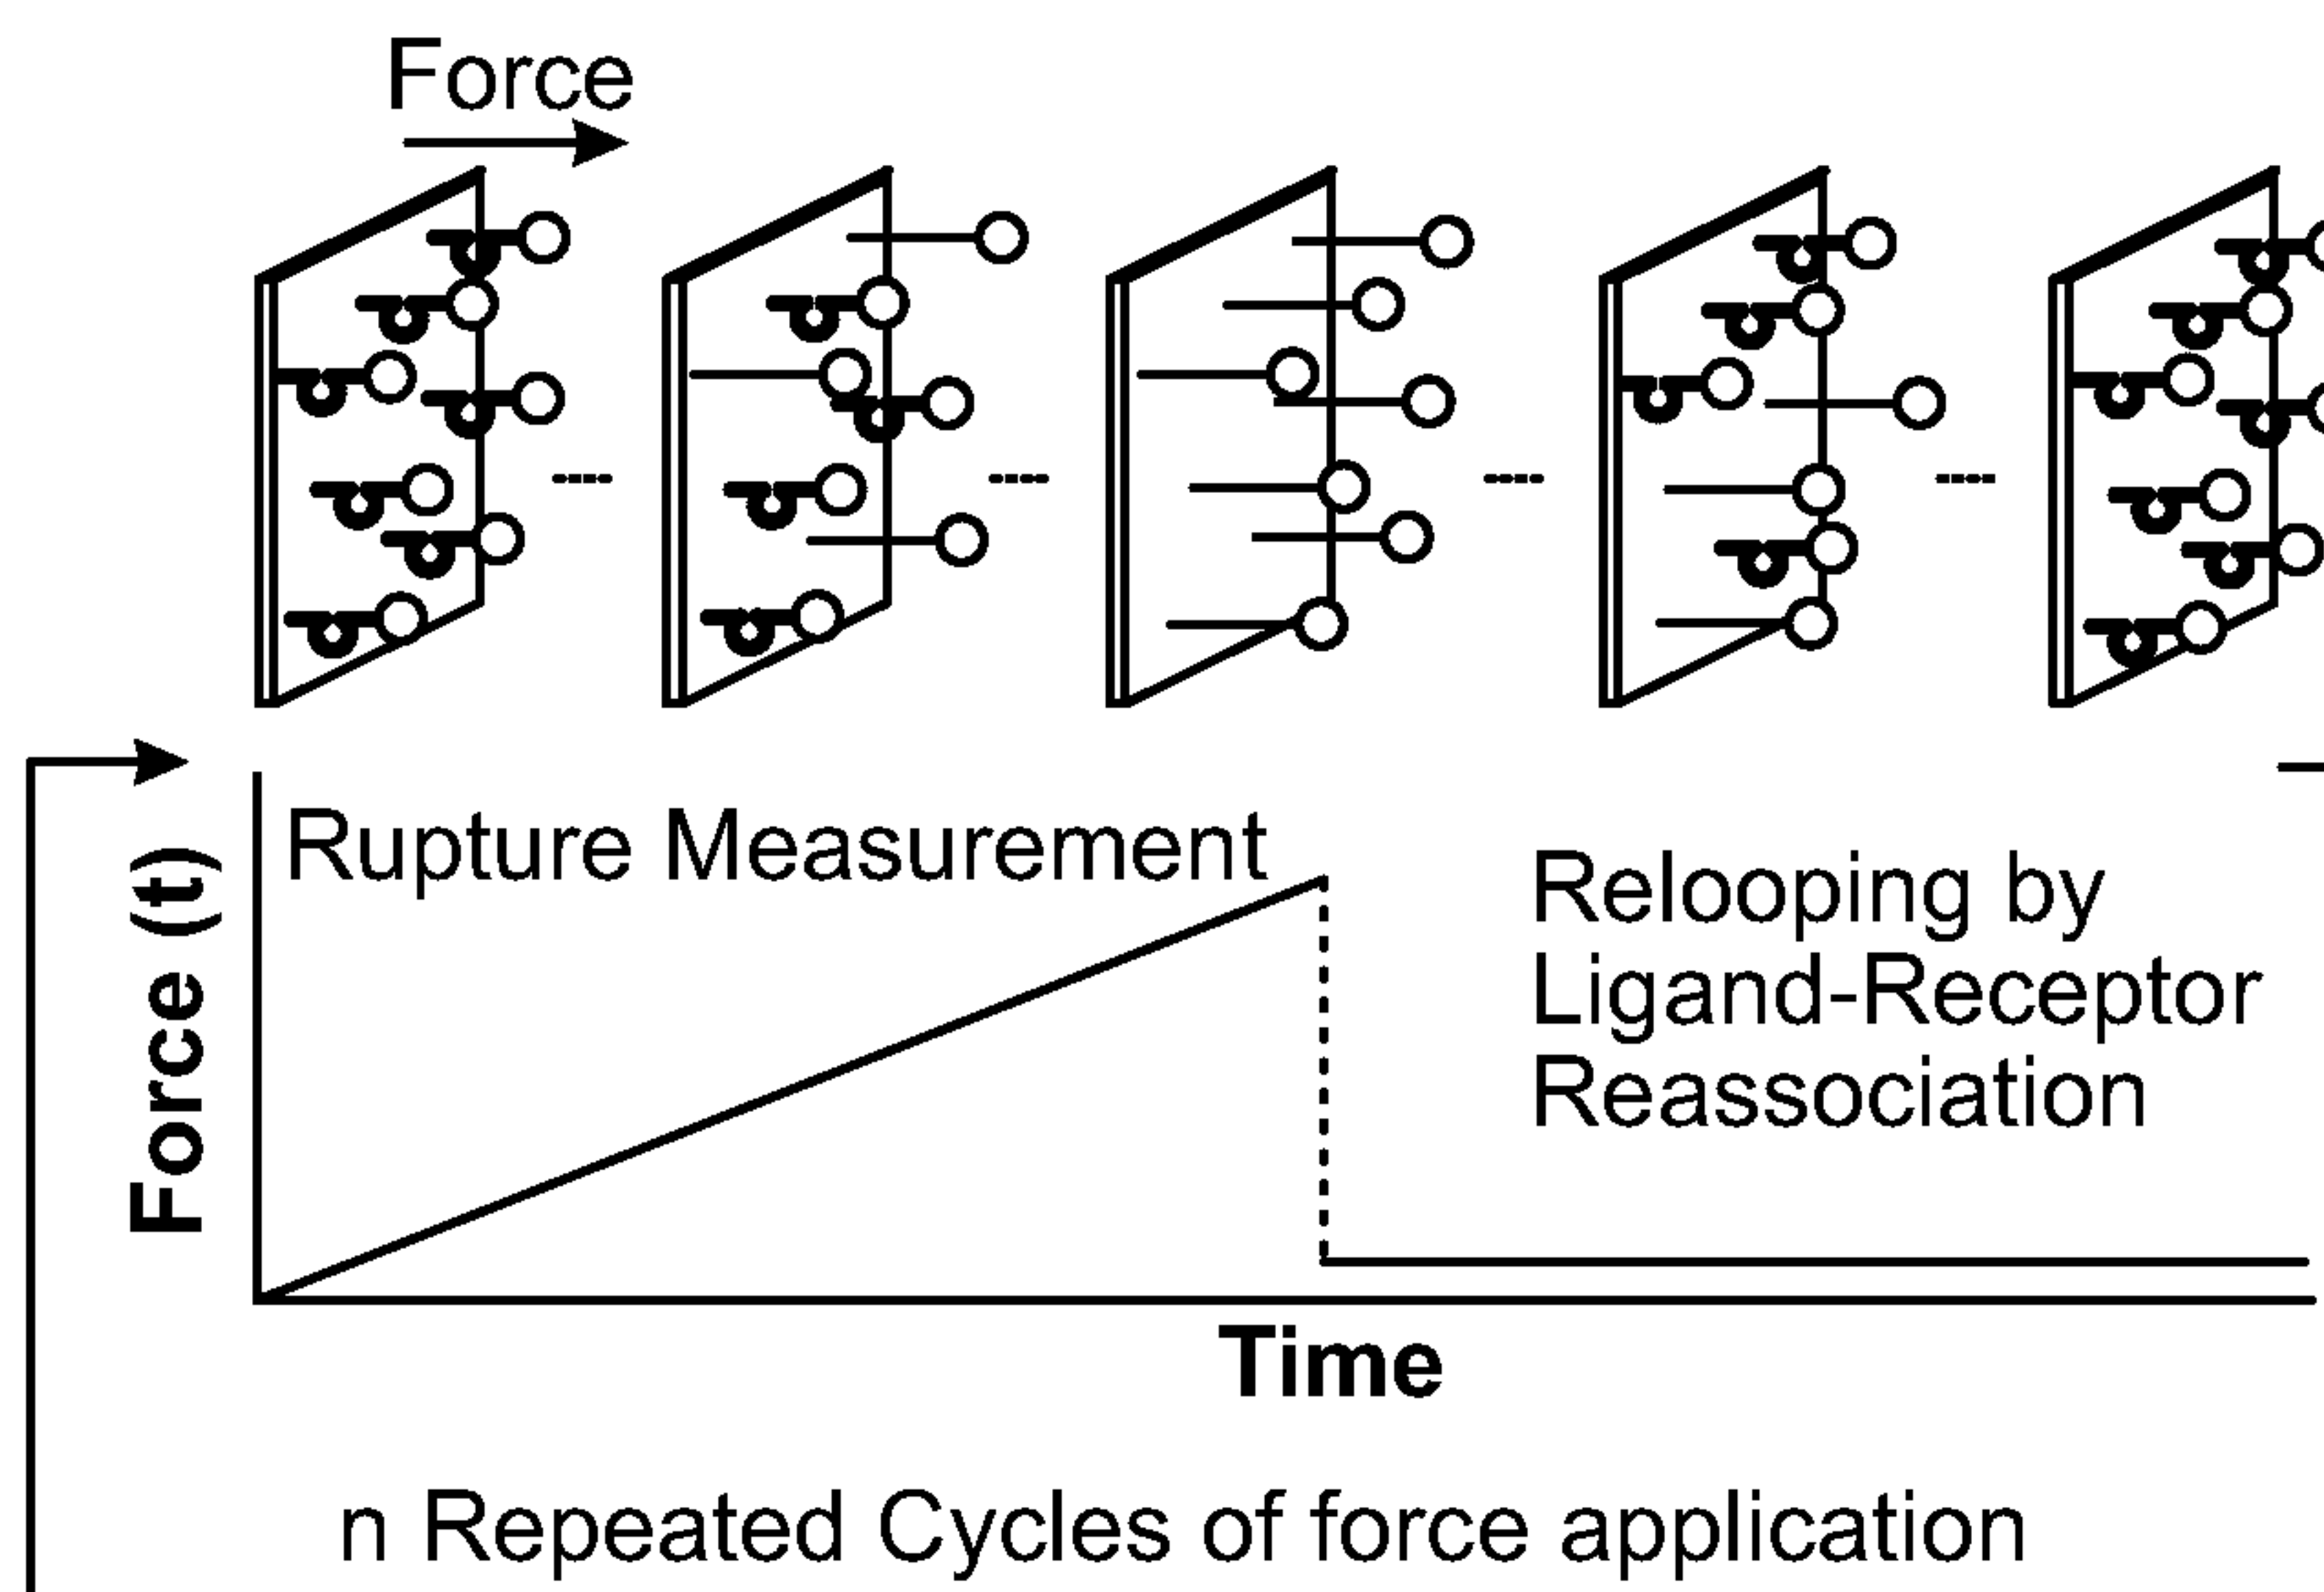 Force
Rupture Measurement
Force (t)
Relooping by
Ligand-Receptor
Reassociation
Time
n Repeated Cycles of force application